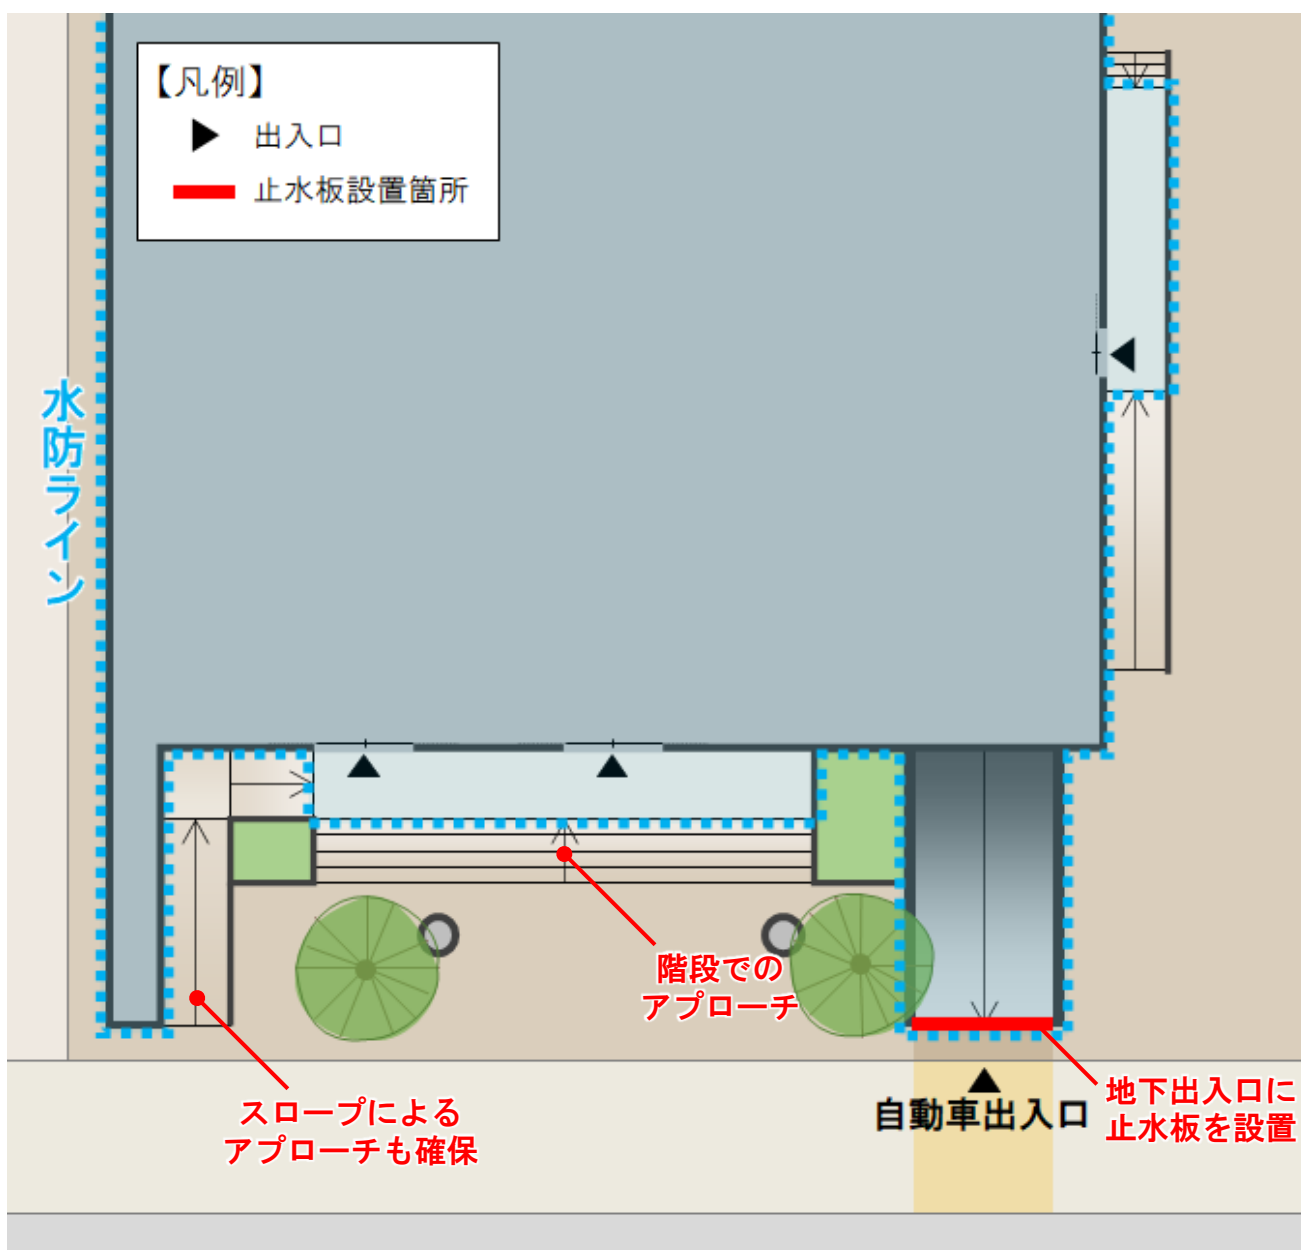 【凡例】
出入口
止水板設置箇所
水防ライン
階段での
アプローチ
スロープによる
アプローチも確保
自動車出入口
地下出入口に
止水板を設置